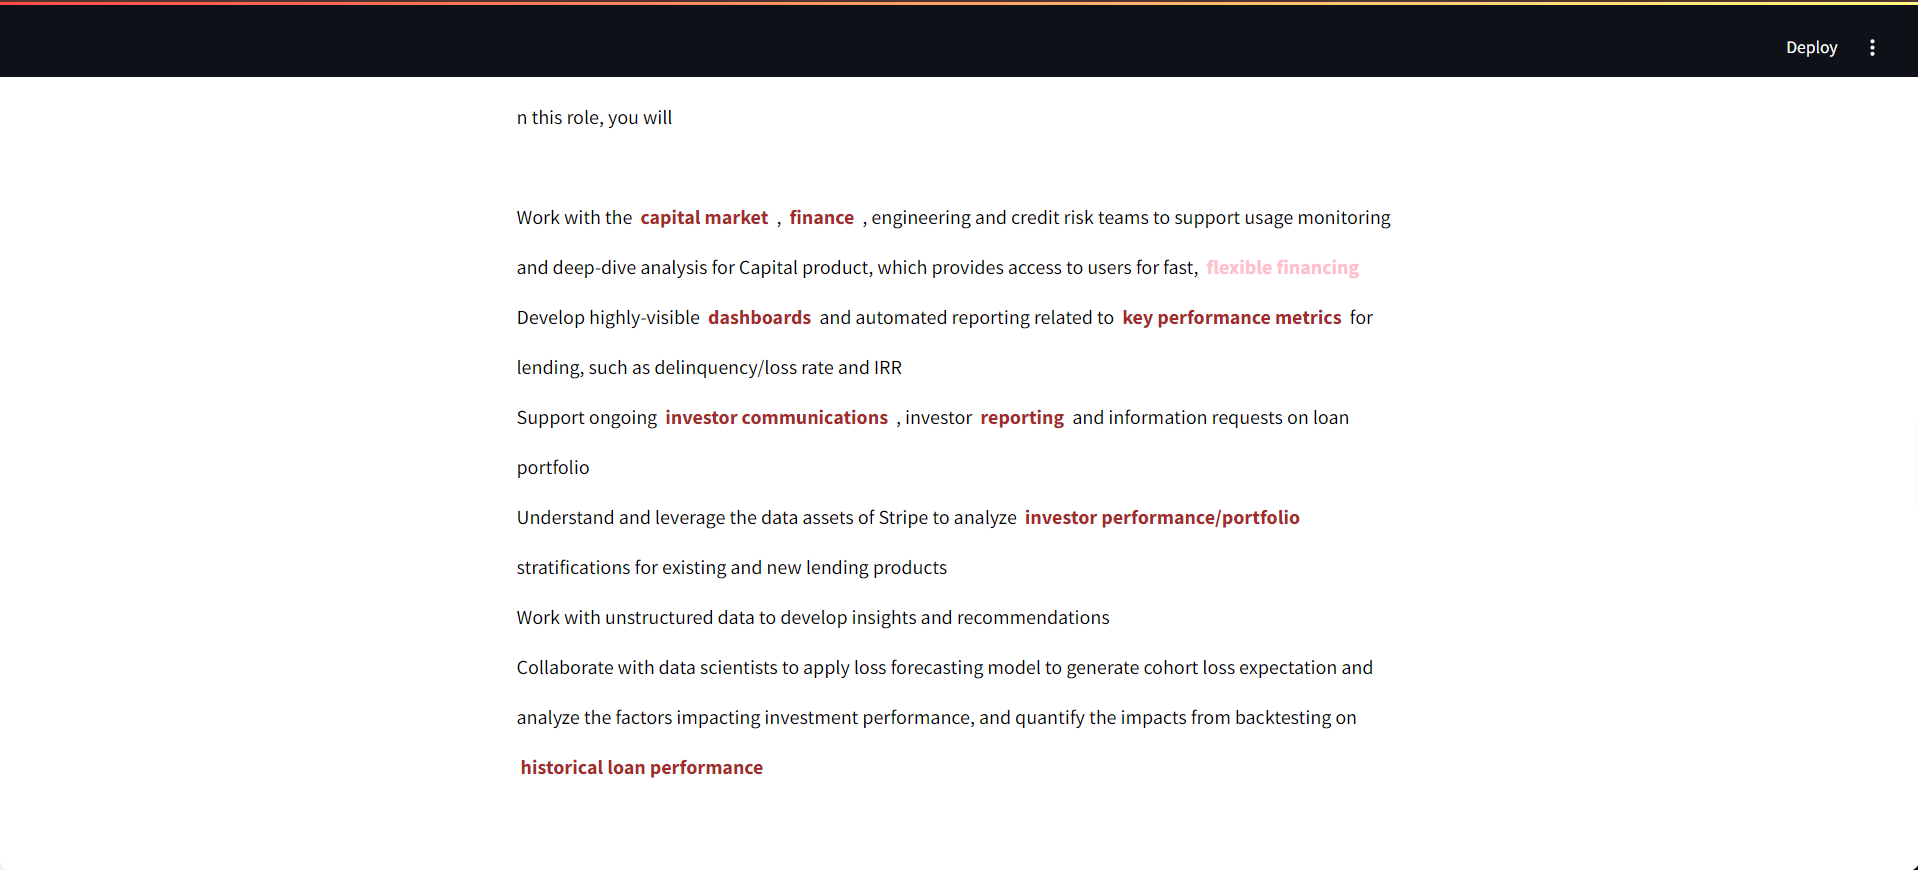 Deploy
n this role, you will
Work with the capital market , finance , engineering and credit risk teams to support usage monitoring
and deep-dive analysis for Capital product, which provides access to users for fast, flexible financing
Develop highly-visible dashboards and automated reporting related to key performance metrics for
lending, such as delinquency/loss rate and IRR
Support ongoing investor communications , investor reporting and information requests on loan
portfolio
Understand and leverage the data assets of Stripe to analyze investor performance/portfolio
stratifications for existing and new lending products
Work with unstructured data to develop insights and recommendations
Collaborate with data scientists to apply loss forecasting model to generate cohort loss expectation and
analyze the factors impacting investment performance, and quantify the impacts from backtesting on
historical loan performance